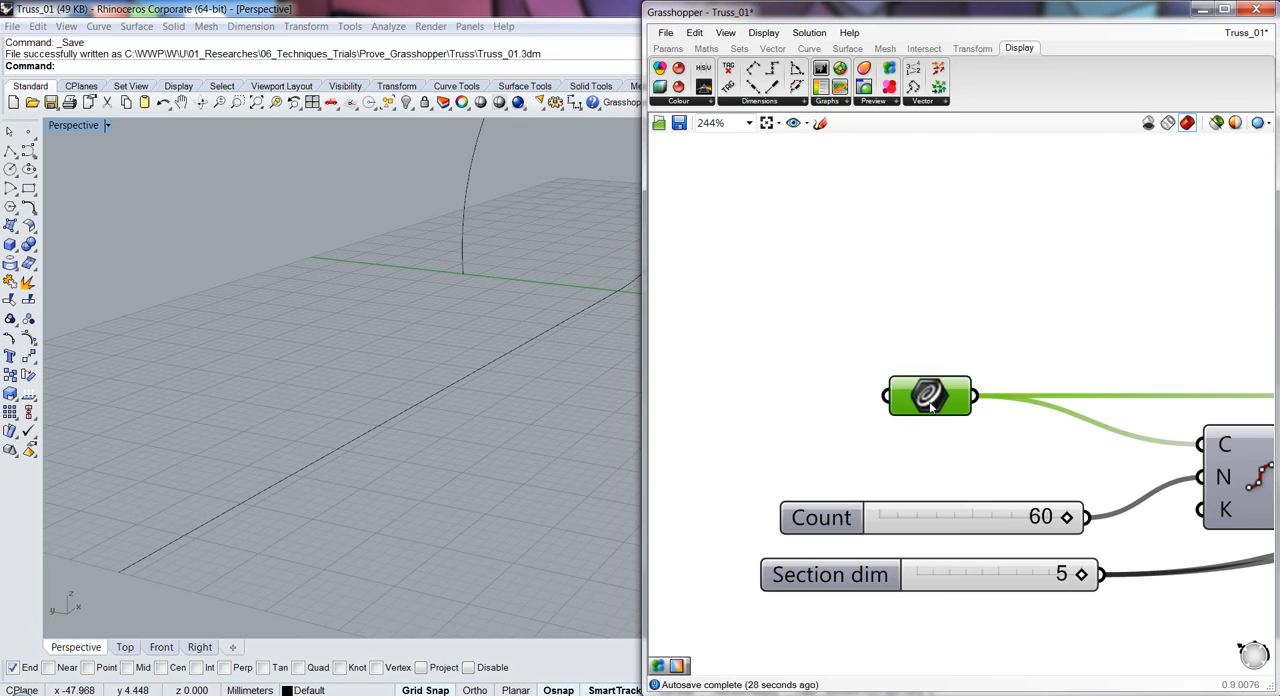 Truss_01 (49 KB) - Rhinoceros Corporate (64-bit) - [Perspective]
File Edit View Curve Surface Solid Mesh Dimension Transform Tools Analyze Render Panels Help
Command: _Save
File successfully written as C:\WWP\W\U\01_Researches\06_Techniques_Trials\Prove_Grasshopper\Truss\Truss_01.3dm
Command:
Standard CPlanes Set View Display Select Viewport Layout Visibility Transform Curve Tools Surface Tools Solid Tools Me
Grasshop
Perspective
z
y x
Perspective Top Front Right
End Near Point Mid Cen Int Perp Tan Quad Knot Vertex Project Disable
CPlane x -47.968 y 4.448 z 0.000 Millimeters Default Grid Snap Ortho Planar Osnap SmartTrack
Grasshopper - Truss_01*
File Edit View Display Solution Help Truss_01*
Params Maths Sets Vector Curve Surface Mesh Intersect Transform Display
Colour Dimensions Graphs Preview Vector
244%
C
N
K
Count 60
Section dim 5
Autosave complete (28 seconds ago) 0.9.0076